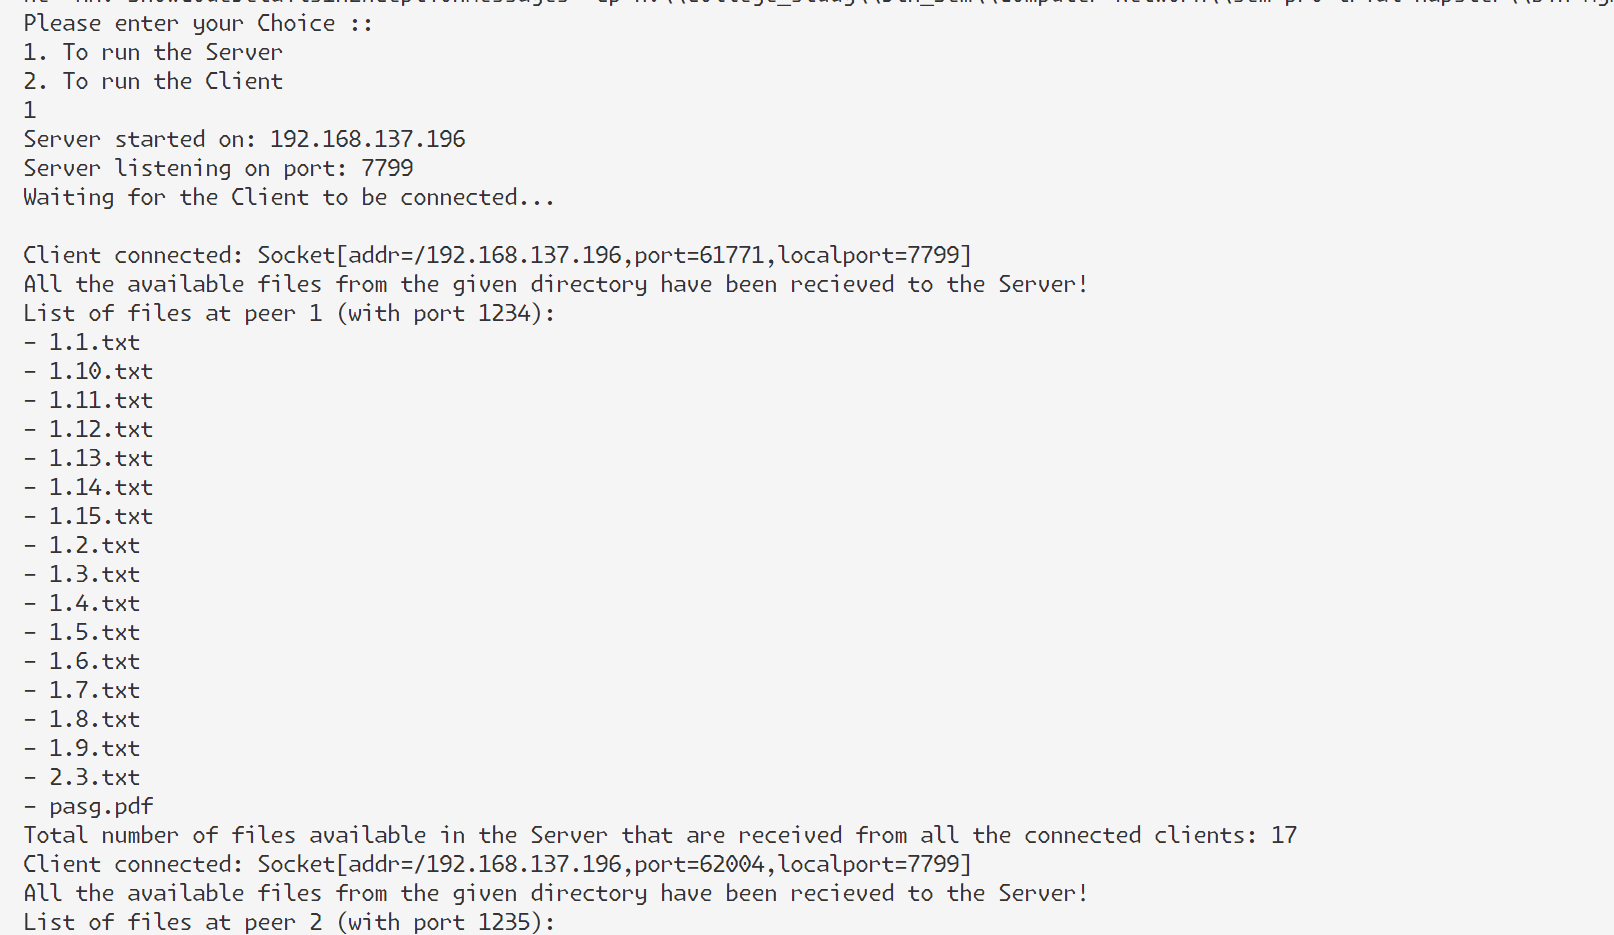 Please enter your Choice ::
1. To run the Server
2. To run the Client
1
Server started on: 192.168.137.196
Server listening on port: 7799
Waiting for the Client to be connected...
Client connected: Socket[addr=/192.168.137.196,port=61771,localport=7799]
All the available files from the given directory have been recieved to the Server!
List of files at peer 1 (with port 1234):
- 1.1.txt
- 1.10.txt
- 1.11.txt
- 1.12.txt
- 1.13.txt
- 1.14.txt
- 1.15.txt
- 1.2.txt
- 1.3.txt
- 1.4.txt
- 1.5.txt
- 1.6.txt
- 1.7.txt
- 1.8.txt
- 1.9.txt
- 2.3.txt
- pasg.pdf
Total number of files available in the Server that are received from all the connected clients: 17
Client connected: Socket[addr=/192.168.137.196,port=62004,localport=7799]
All the available files from the given directory have been recieved to the Server!
List of files at peer 2 (with port 1235):